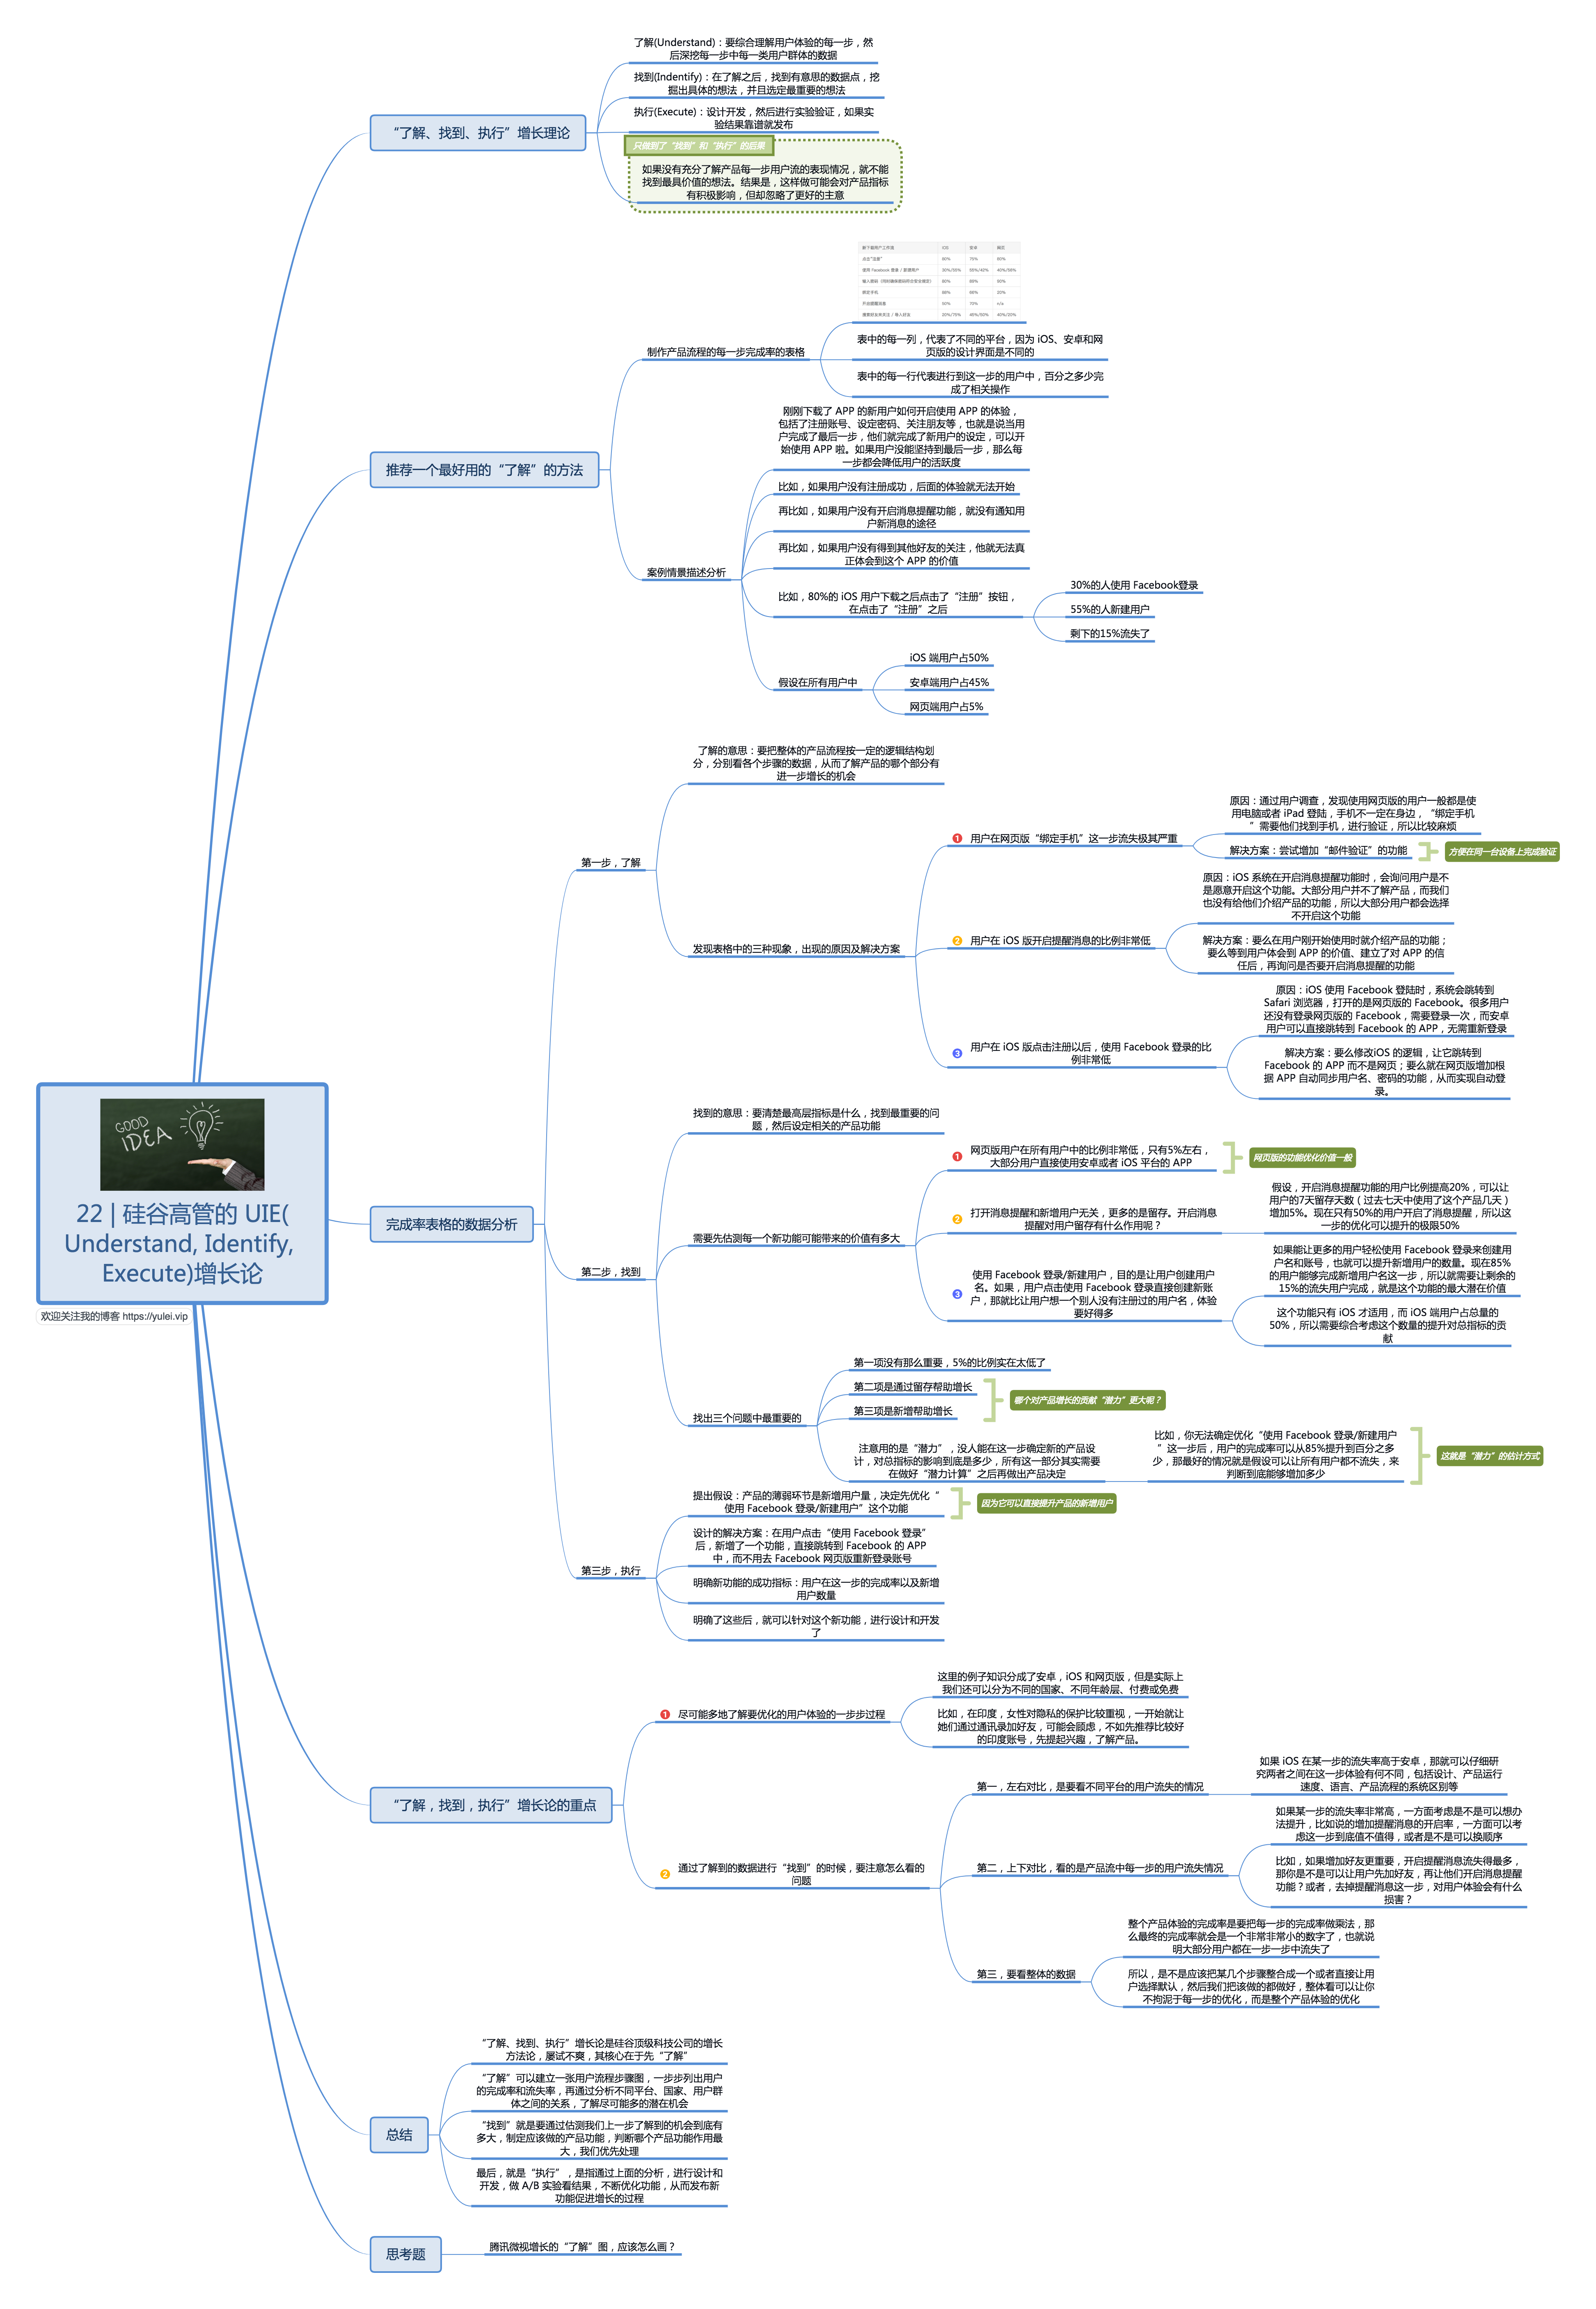 GOOD
IDEA
22 | 硅谷高管的 UIE(
Understand, Identify,
Execute)增长论
欢迎关注我的博客 https://yulei.vip
“了解、找到、执行”增长理论
了解(Understand)：要综合理解用户体验的每一步，然
后深挖每一步中每一类用户群体的数据
找到(Indentify)：在了解之后，找到有意思的数据点，挖
掘出具体的想法，并且选定最重要的想法
执行(Execute)：设计开发，然后进行实验验证，如果实
验结果靠谱就发布
只做到了“找到”和“执行”的后果
如果没有充分了解产品每一步用户流的表现情况，就不能
找到最具价值的想法。结果是，这样做可能会对产品指标
有积极影响，但却忽略了更好的主意
推荐一个最好用的“了解”的方法
制作产品流程的每一步完成率的表格
新下载用户工作流 iOS 安卓 网页
点击“注册” 80% 75% 80%
使用 Facebook 登录 / 新建用户 30%/55% 55%/42% 40%/58%
绑定手机
开启提醒消息 50% 70% n/a
表中的每一列，代表了不同的平台，因为 iOS、安卓和网
页版的设计界面是不同的
表中的每一行代表进行到这一步的用户中，百分之多少完
成了相关操作
案例情景描述分析
刚刚下载了 APP 的新用户如何开启使用 APP 的体验，
包括了注册账号、设定密码、关注朋友等，也就是说当用
户完成了最后一步，他们就完成了新用户的设定，可以开
始使用 APP 啦。如果用户没能坚持到最后一步，那么每
一步都会降低用户的活跃度
比如，如果用户没有注册成功，后面的体验就无法开始
再比如，如果用户没有开启消息提醒功能，就没有通知用
户新消息的途径
再比如，如果用户没有得到其他好友的关注，他就无法真
正体会到这个 APP 的价值
比如，80%的 iOS 用户下载之后点击了“注册”按钮，
在点击了“注册”之后
30%的人使用 Facebook登录
55%的人新建用户
剩下的15%流失了
假设在所有用户中
iOS 端用户占50%
安卓端用户占45%
网页端用户占5%
完成率表格的数据分析
第一步，了解
了解的意思：要把整体的产品流程按一定的逻辑结构划
分，分别看各个步骤的数据，从而了解产品的哪个部分有
进一步增长的机会
发现表格中的三种现象，出现的原因及解决方案
1 用户在网页版“绑定手机”这一步流失极其严重
原因：通过用户调查，发现使用网页版的用户一般都是使
用电脑或者 iPad 登陆，手机不一定在身边，“绑定手机
”需要他们找到手机，进行验证，所以比较麻烦
解决方案：尝试增加“邮件验证”的功能
方便在同一台设备上完成验证
2 用户在 iOS 版开启提醒消息的比例非常低
原因：iOS 系统在开启消息提醒功能时，会询问用户是不
是愿意开启这个功能。大部分用户并不了解产品，而我们
也没有给他们介绍产品的功能，所以大部分用户都会选择
不开启这个功能
解决方案：要么在用户刚开始使用时就介绍产品的功能；
要么等到用户体会到 APP 的价值、建立了对 APP 的信
任后，再询问是否要开启消息提醒的功能
3 用户在 iOS 版点击注册以后，使用 Facebook 登录的比
例非常低
原因：iOS 使用 Facebook 登陆时，系统会跳转到
Safari 浏览器，打开的是网页版的 Facebook。很多用户
还没有登录网页版的 Facebook，需要登录一次，而安卓
用户可以直接跳转到 Facebook 的 APP，无需重新登录
解决方案：要么修改iOS 的逻辑，让它跳转到
Facebook 的 APP 而不是网页；要么就在网页版增加根
据 APP 自动同步用户名、密码的功能，从而实现自动登
录。
第二步，找到
找到的意思：要清楚最高层指标是什么，找到最重要的问
题，然后设定相关的产品功能
需要先估测每一个新功能可能带来的价值有多大
1 网页版用户在所有用户中的比例非常低，只有5%左右，
大部分用户直接使用安卓或者 iOS 平台的 APP
网页版的功能优化价值一般
2 打开消息提醒和新增用户无关，更多的是留存。开启消息
提醒对用户留存有什么作用呢？
假设，开启消息提醒功能的用户比例提高20%，可以让
用户的7天留存天数（过去七天中使用了这个产品几天）
增加5%。现在只有50%的用户开启了消息提醒，所以这
一步的优化可以提升的极限50%
3 使用 Facebook 登录/新建用户，目的是让用户创建用户
名。如果，用户点击使用 Facebook 登录直接创建新账
户，那就比让用户想一个别人没有注册过的用户名，体验
要好得多
如果能让更多的用户轻松使用 Facebook 登录来创建用
户名和账号，也就可以提升新增用户的数量。现在85%
的用户能够完成新增用户名这一步，所以就需要让剩余的
15%的流失用户完成，就是这个功能的最大潜在价值
这个功能只有 iOS 才适用，而 iOS 端用户占总量的
50%，所以需要综合考虑这个数量的提升对总指标的贡
献
找出三个问题中最重要的
第一项没有那么重要，5%的比例实在太低了
第二项是通过留存帮助增长
第三项是新增帮助增长
哪个对产品增长的贡献“潜力”更大呢？
注意用的是“潜力”，没人能在这一步确定新的产品设
计，对总指标的影响到底是多少，所有这一部分其实需要
在做好“潜力计算”之后再做出产品决定
比如，你无法确定优化“使用 Facebook 登录/新建用户
”这一步后，用户的完成率可以从85%提升到百分之多
少，那最好的情况就是假设可以让所有用户都不流失，来
判断到底能够增加多少
这就是“潜力”的估计方式
第三步，执行
提出假设：产品的薄弱环节是新增用户量，决定先优化“
使用 Facebook 登录/新建用户”这个功能
因为它可以直接提升产品的新增用户
设计的解决方案：在用户点击“使用 Facebook 登录”
后，新增了一个功能，直接跳转到 Facebook 的 APP
中，而不用去 Facebook 网页版重新登录账号
明确新功能的成功指标：用户在这一步的完成率以及新增
用户数量
明确了这些后，就可以针对这个新功能，进行设计和开发
了
“了解，找到，执行”增长论的重点
1 尽可能多地了解要优化的用户体验的一步步过程
这里的例子知识分成了安卓，iOS 和网页版，但是实际上
我们还可以分为不同的国家、不同年龄层、付费或免费
比如，在印度，女性对隐私的保护比较重视，一开始就让
她们通过通讯录加好友，可能会顾虑，不如先推荐比较好
的印度账号，先提起兴趣，了解产品。
2 通过了解到的数据进行“找到”的时候，要注意怎么看的
问题
第一，左右对比，是要看不同平台的用户流失的情况
如果 iOS 在某一步的流失率高于安卓，那就可以仔细研
究两者之间在这一步体验有何不同，包括设计、产品运行
速度、语言、产品流程的系统区别等
第二，上下对比，看的是产品流中每一步的用户流失情况
如果某一步的流失率非常高，一方面考虑是不是可以想办
法提升，比如说的增加提醒消息的开启率，一方面可以考
虑这一步到底值不值得，或者是不是可以换顺序
比如，如果增加好友更重要，开启提醒消息流失得最多，
那你是不是可以让用户先加好友，再让他们开启消息提醒
功能？或者，去掉提醒消息这一步，对用户体验会有什么
损害？
第三，要看整体的数据
整个产品体验的完成率是要把每一步的完成率做乘法，那
么最终的完成率就会是一个非常非常小的数字了，也就说
明大部分用户都在一步一步中流失了
所以，是不是应该把某几个步骤整合成一个或者直接让用
户选择默认，然后我们把该做的都做好，整体看可以让你
不拘泥于每一步的优化，而是整个产品体验的优化
总结
“了解、找到、执行”增长论是硅谷顶级科技公司的增长
方法论，屡试不爽，其核心在于先“了解”
“了解”可以建立一张用户流程步骤图，一步步列出用户
的完成率和流失率，再通过分析不同平台、国家、用户群
体之间的关系，了解尽可能多的潜在机会
“找到”就是要通过估测我们上一步了解到的机会到底有
多大，制定应该做的产品功能，判断哪个产品功能作用最
大，我们优先处理
最后，就是“执行”，是指通过上面的分析，进行设计和
开发，做 A/B 实验看结果，不断优化功能，从而发布新
功能促进增长的过程
思考题
腾讯微视增长的“了解”图，应该怎么画？